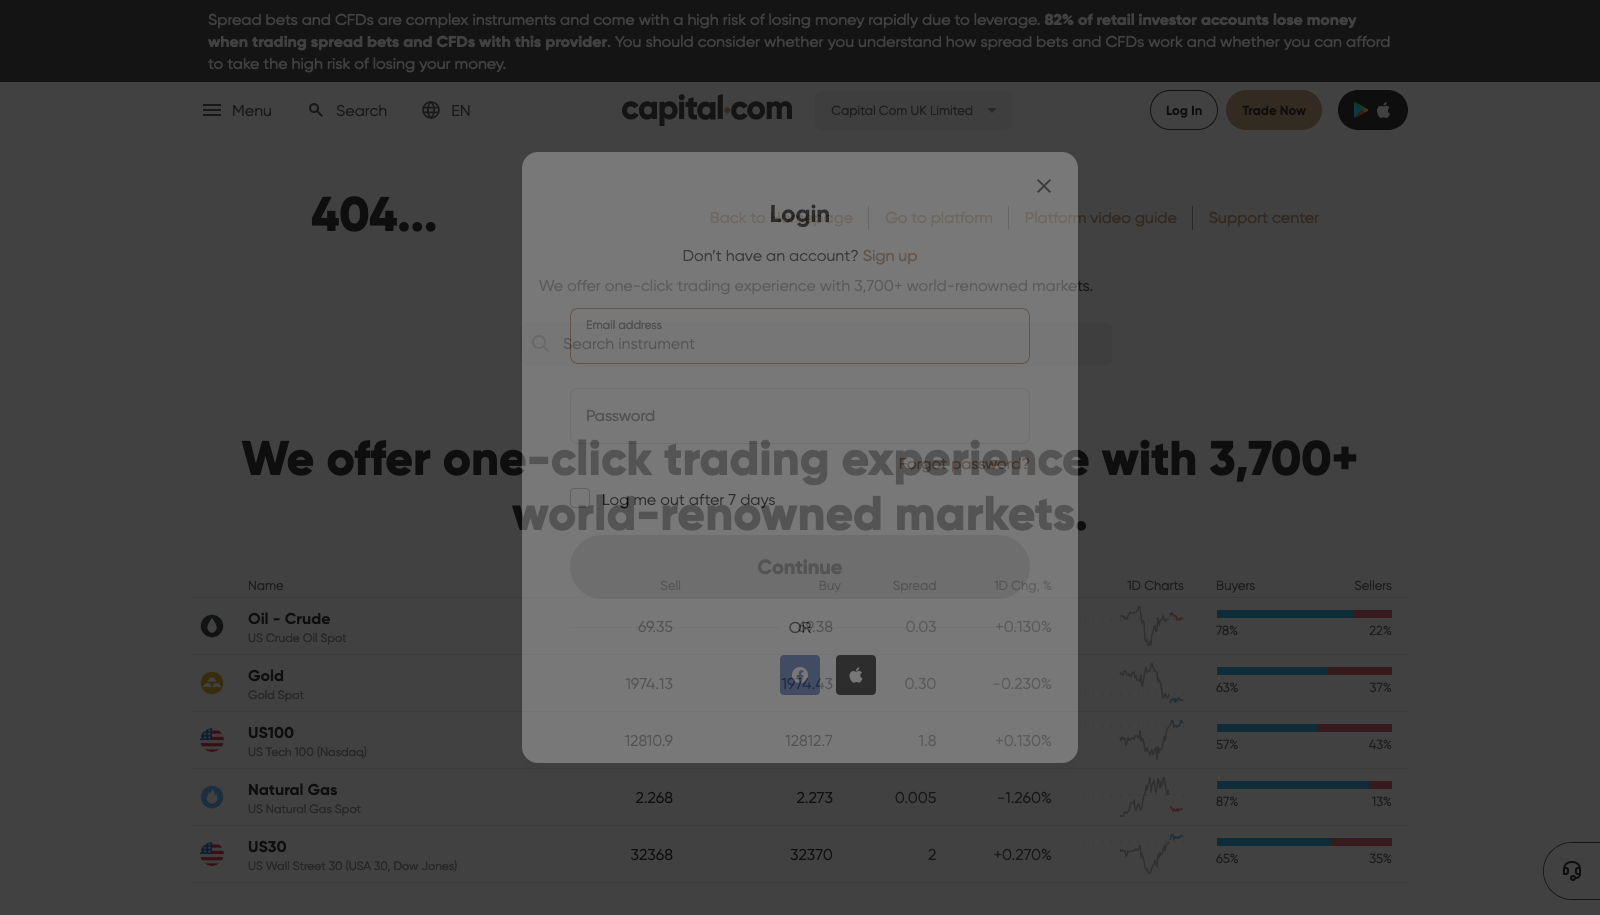 Spread bets and CFDs are complex instruments and come with a high risk of losing money rapidly due to leverage. 82% of retail investor accounts lose money
when trading spread bets and CFDs with this provider. You should consider whether you understand how spread bets and CFDs work and whether you can afford
to take the high risk of losing your money.
Menu Search EN capital.com Capital Com UK Limited Log In Trade Now
404...
Back to homepage Go to platform Platform video guide Support center
Login
Don't have an account? Sign up
We offer one-click trading experience with 3,700+ world-renowned markets.
Email address
Search instrument
Password
We offer one-click trading experience with 3,700+
Forgot password?
Log me out after 7 days
world-renowned markets.
Continue
Name Sell Buy Spread 1D Chg, % 1D Charts Buyers Sellers
Oil - Crude
US Crude Oil Spot
69.35 69.38 0.03 +0.130%
78% 22%
OR
Gold
Gold Spot
1974.13 1974.43 0.30 -0.230%
63% 37%
US100
US Tech 100 (Nasdaq)
12810.9 12812.7 1.8 +0.130%
57% 43%
Natural Gas
US Natural Gas Spot
2.268 2.273 0.005 -1.260%
87% 13%
US30
US Wall Street 30 (USA 30, Dow Jones)
32368 32370 2 +0.270%
65% 35%